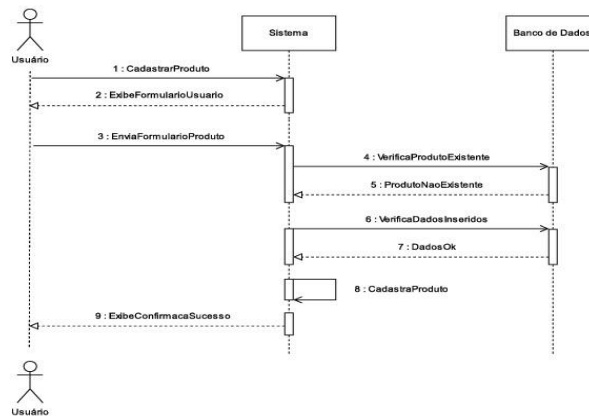 Usuário
Sistema
Banco de Dados
1 : CadastrarProduto
2 : ExibeFormularioUsuario
3 : EnviaFormularioProduto
4 : VerificaProdutoExistente
5 : ProdutoNaoExistente
6 : VerificaDadosInseridos
7 : DadosOk
8 : CadastraProduto
9 : ExibeConfirmacaSucesso
Usuário